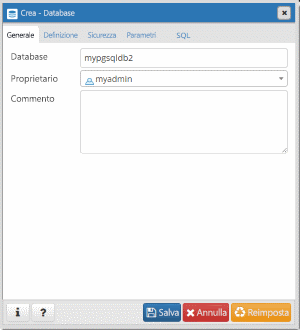 Crea - Database
Generale Definizione Sicurezza Parametri SQL
Database mypgsqldb2
Proprietario myadmin
Commento
i ? Salva Annulla Reimposta